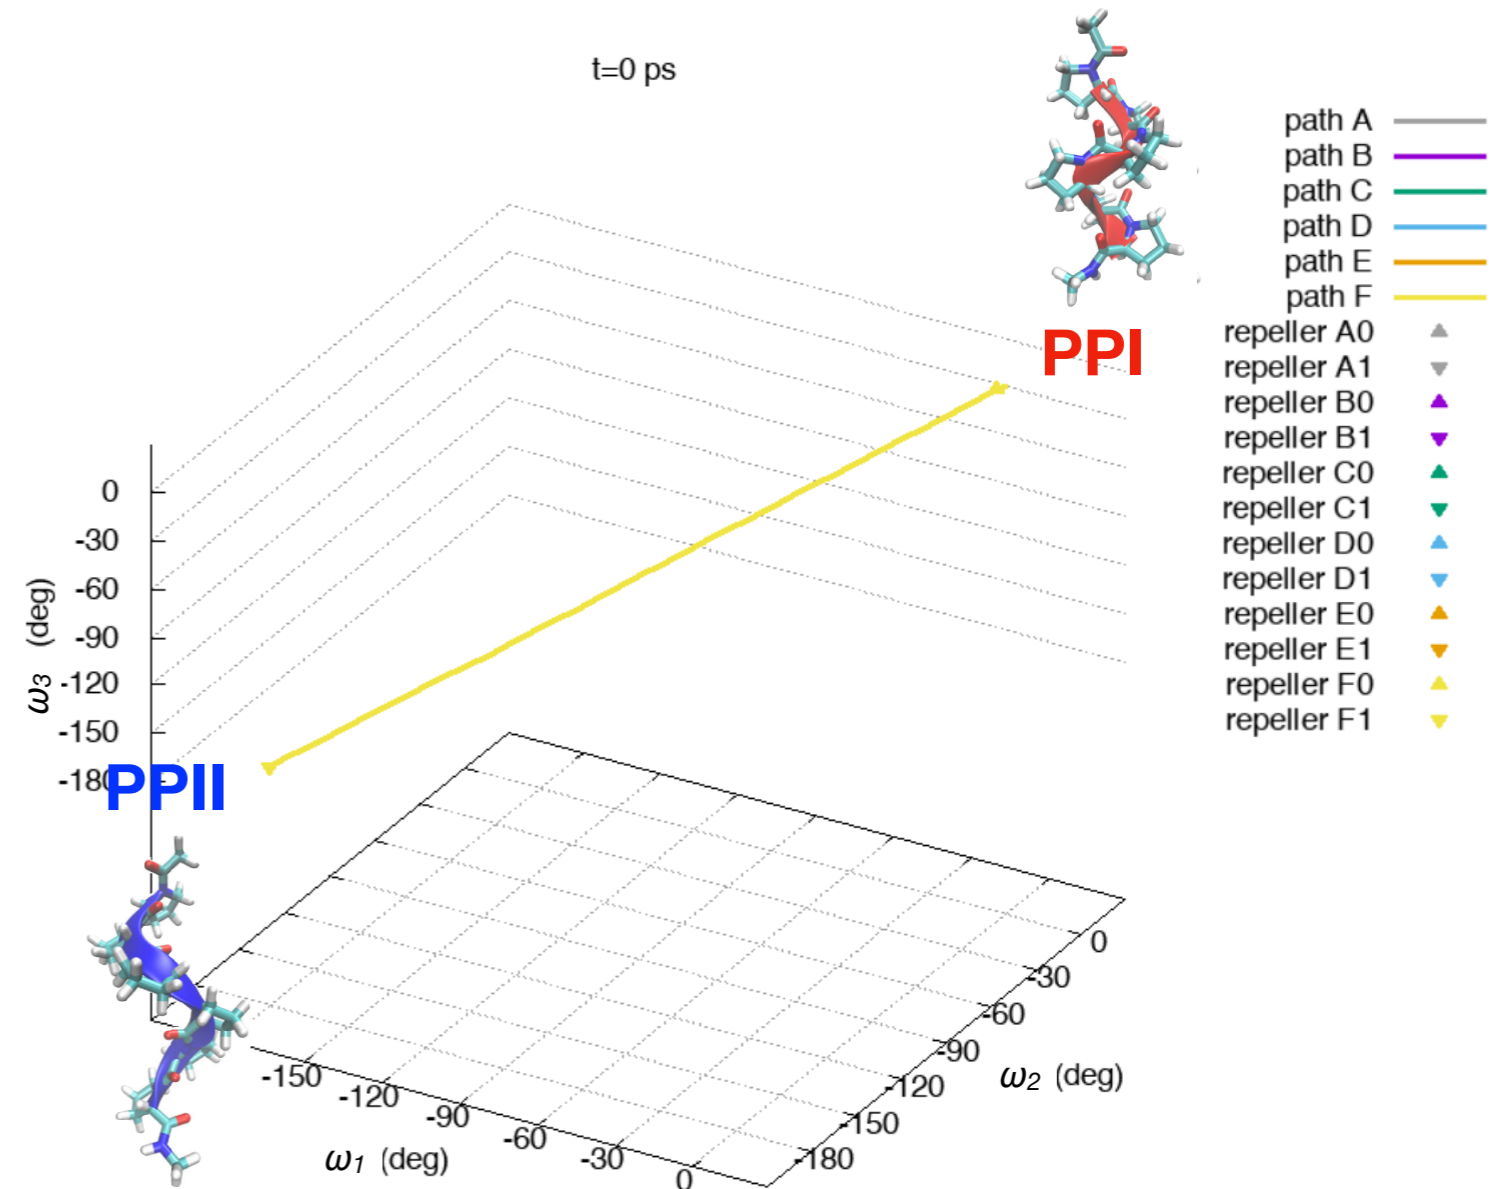 t=0 ps
PPI
path A
path B
path C
path D
path E
path F
repeller A0
repeller A1
repeller B0
repeller B1
repeller C0
repeller C1
repeller D0
repeller D1
repeller E0
repeller E1
repeller F0
repeller F1
0
-30
-60
-90
-120
-150
-180
ω3 (deg)
PPII
-150
-120
-90
-60
-30
0
ω1 (deg)
0
-30
-60
-90
-120
-150
-180
ω2 (deg)